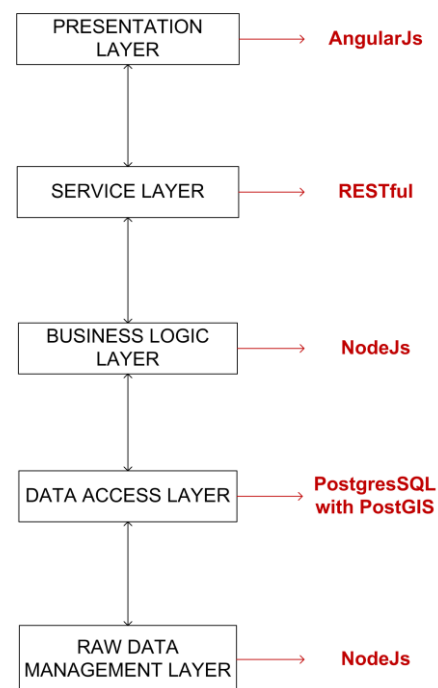 PRESENTATION
LAYER
AngularJs
SERVICE LAYER
RESTful
BUSINESS LOGIC
LAYER
NodeJs
DATA ACCESS LAYER
PostgresSQL
with PostGIS
RAW DATA
MANAGEMENT LAYER
NodeJs